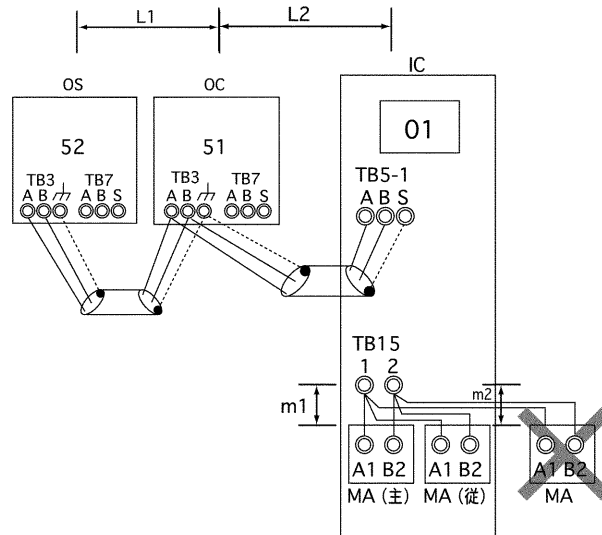 L1 L2
OS OC IC
52 51 01
TB3 TB7 TB3 TB7 TB5-1
A B A B S A B A B S A B S
TB15
1 2
m1 m2
A1 B2 A1 B2 A1 B2
MA (主) MA (従) MA